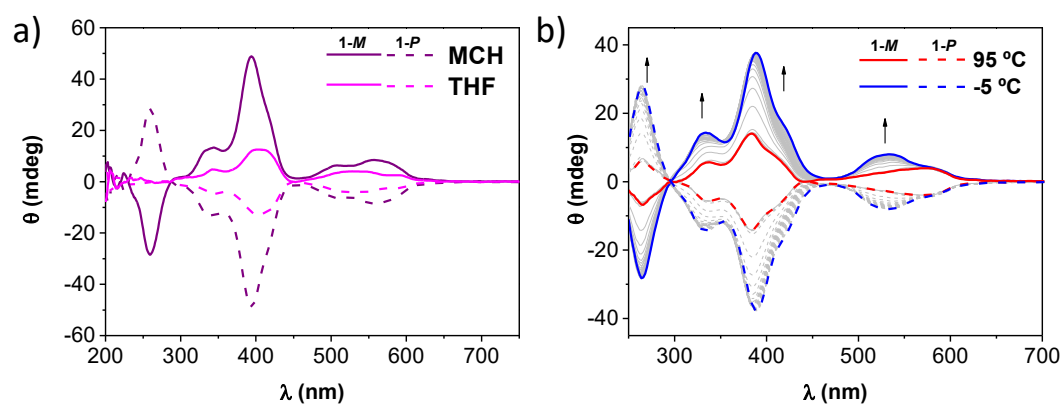 a)
60
40
20
0
-20
-40
-60
θ (mdeg)
1-M 1-P
MCH
THF
200 300 400 500 600 700
λ (nm)
b)
40
20
0
-20
-40
θ (mdeg)
1-M 1-P
95 ºC
-5 ºC
300 400 500 600 700
λ (nm)